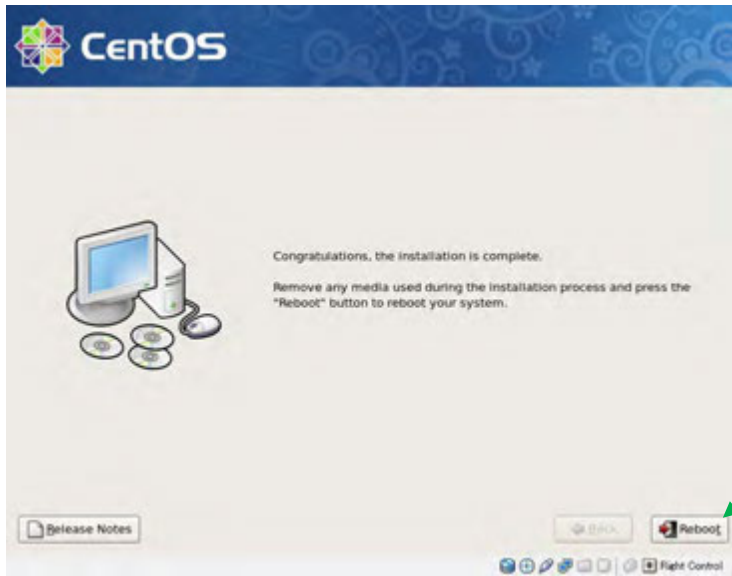 CentOS
Congratulations, the installation is complete.
Remove any media used during the installation process and press the
"Reboot" button to reboot your system.
Release Notes
Back
Reboot
Right Control